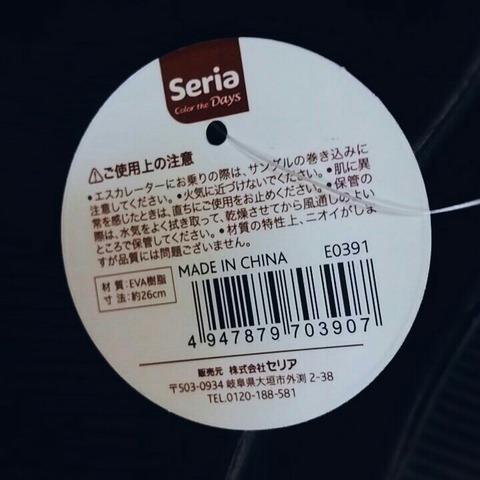 Seria
Color the Days
⚠ご使用上の注意
•エスカレーターにお乗りの際は、サンダルの巻き込みに
注意してください。•火気に近づけないでください。•肌に異
常を感じたときは、直ちにご使用をお止めください。•保管の
際は、水気をよく拭き取って、乾燥させてから風通しのよい
ところで保管してください。•材質の特性上、ニオイがしま
すが品質には問題ございません。
MADE IN CHINA E0391
材 質:EVA樹脂
寸 法:約26cm
4 947879 703907
販売元 株式会社セリア
〒503-0934 岐阜県大垣市外渕 2-38
TEL.0120-188-581